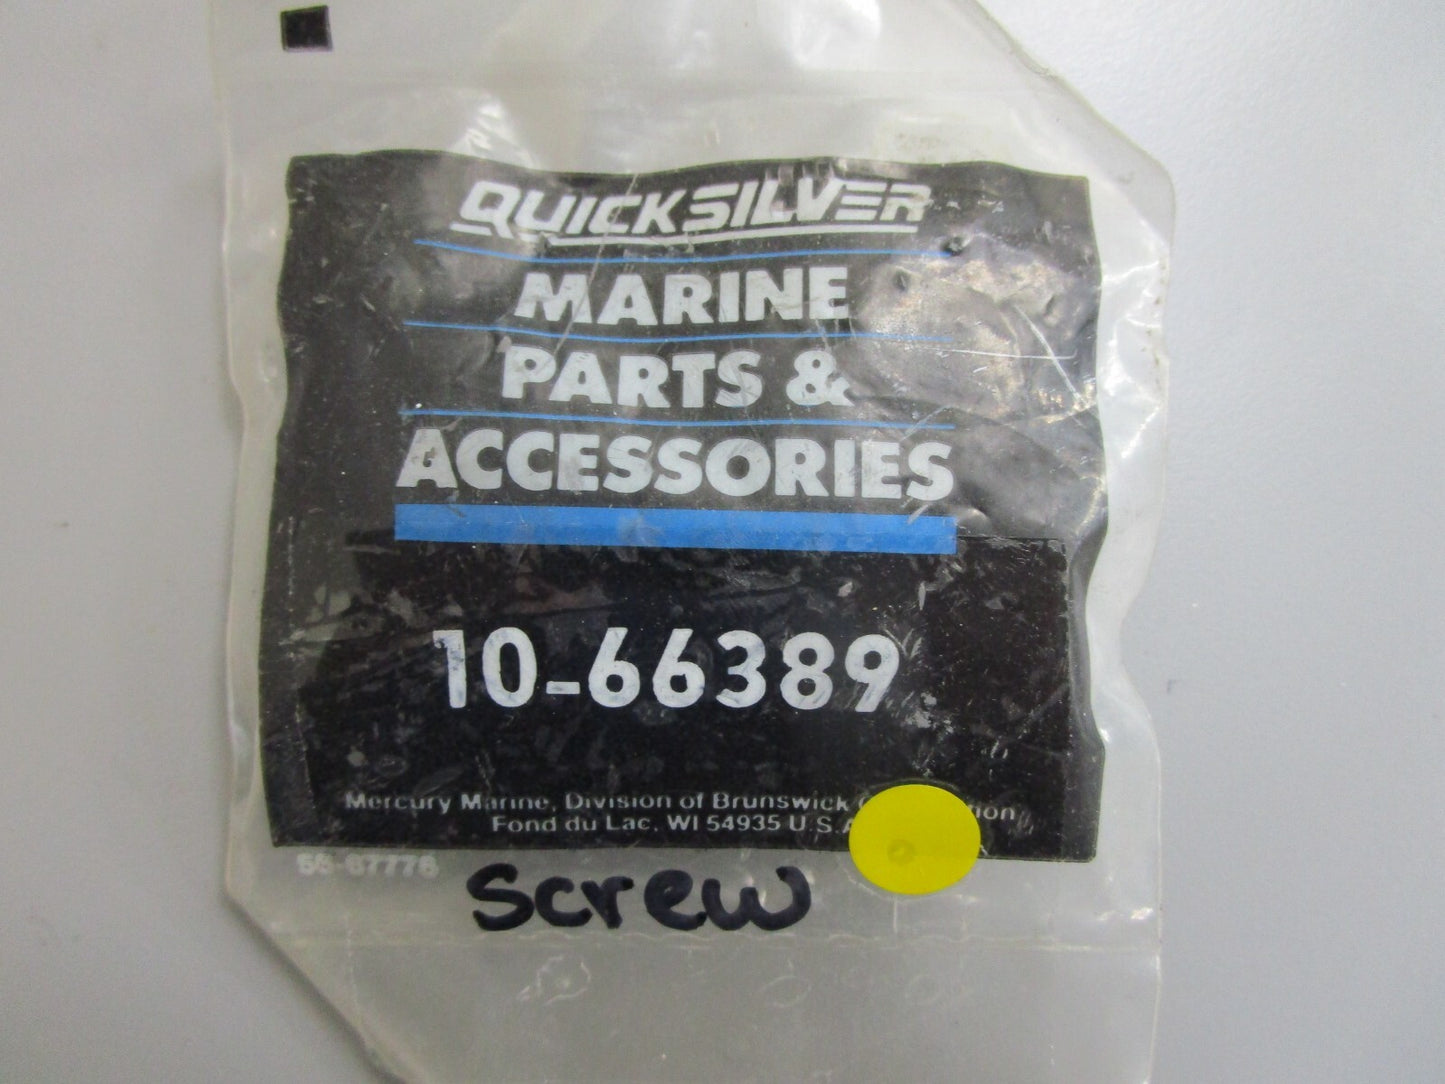 QUICKSILVER
MARINE
PARTS &
ACCESSORIES
10-66389
Mercury Marine, Division of Brunswick
Fond du Lac, WI 54935 U.S.A
screw